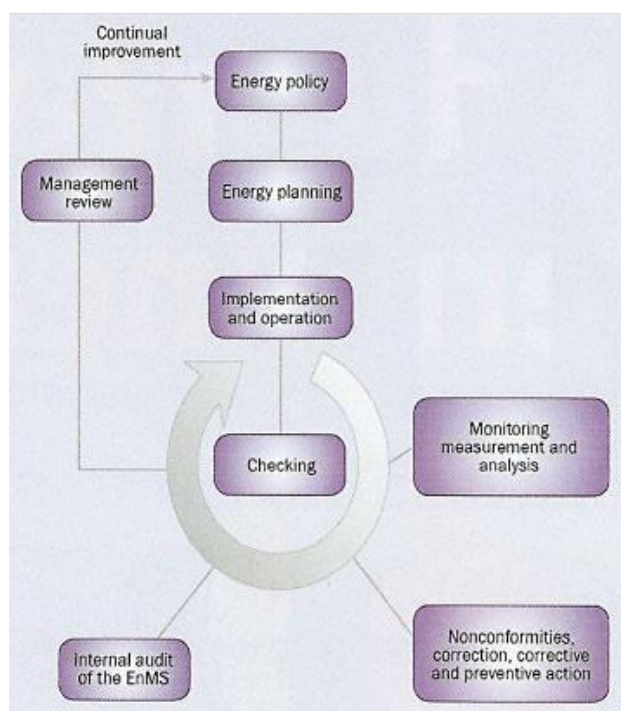 Continual
improvement
Energy policy
Management
review
Energy planning
Implementation
and operation
Checking
Monitoring
measurement and
analysis
Internal audit
of the EnMS
Nonconformities,
correction, corrective
and preventive action